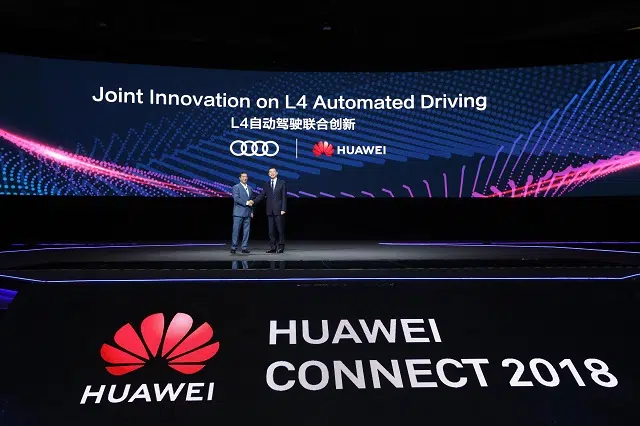 Joint Innovation on L4 Automated Driving
L4自动驾驶联合创新
HUAWEI
HUAWEI
HUAWEI
CONNECT 2018